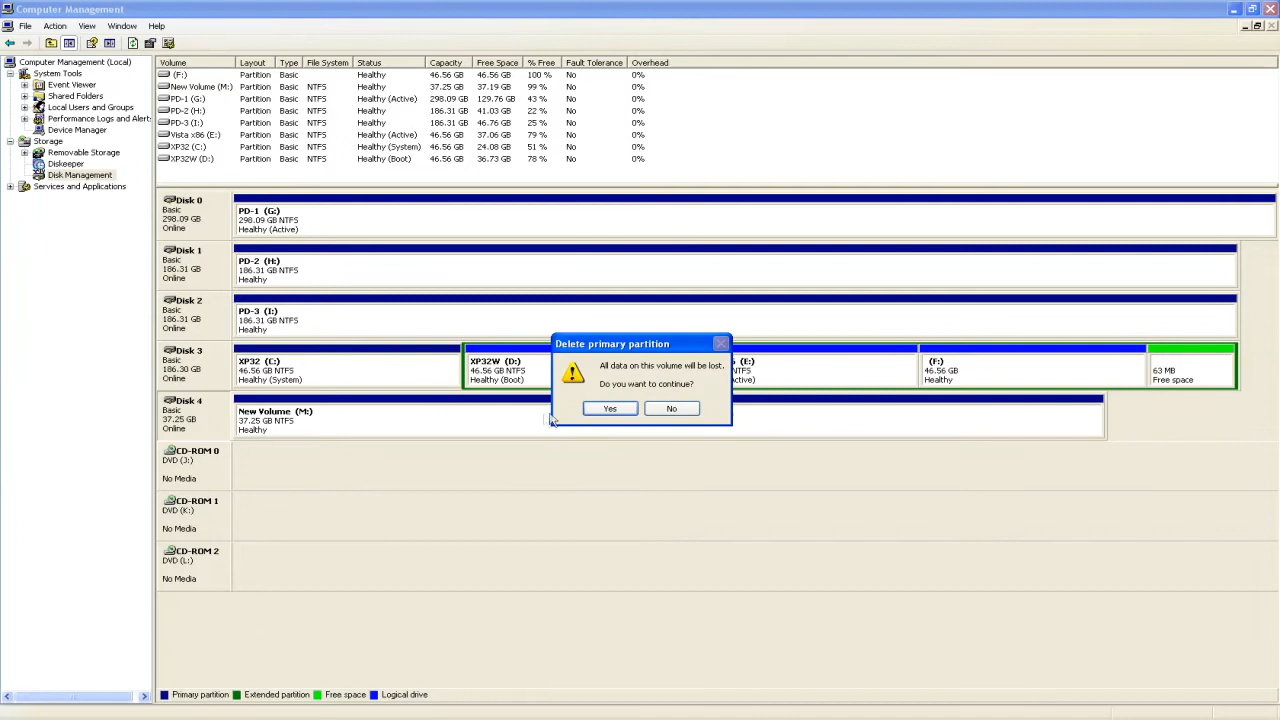 Computer Management
File Action View Window Help
Computer Management (Local)
System Tools
Event Viewer
Shared Folders
Local Users and Groups
Performance Logs and Alert
Device Manager
Storage
Removable Storage
Diskeeper
Disk Management
Services and Applications
Volume Layout Type File System Status Capacity Free Space % Free Fault Tolerance Overhead
(F:) Partition Basic Healthy 46.56 GB 46.56 GB 100 % No 0%
New Volume (M:) Partition Basic NTFS Healthy 37.25 GB 37.19 GB 99 % No 0%
PD-1 (G:) Partition Basic NTFS Healthy (Active) 298.09 GB 129.76 GB 43 % No 0%
PD-2 (H:) Partition Basic NTFS Healthy 186.31 GB 41.03 GB 22 % No 0%
PD-3 (I:) Partition Basic NTFS Healthy 186.31 GB 46.76 GB 25 % No 0%
Vista x86 (E:) Partition Basic NTFS Healthy (Active) 46.56 GB 37.06 GB 79 % No 0%
XP32 (C:) Partition Basic NTFS Healthy (System) 46.56 GB 24.08 GB 51 % No 0%
XP32W (D:) Partition Basic NTFS Healthy (Boot) 46.56 GB 36.73 GB 78 % No 0%
Disk 0
Basic
298.09 GB
Online
PD-1 (G:)
298.09 GB NTFS
Healthy (Active)
Disk 1
Basic
186.31 GB
Online
PD-2 (H:)
186.31 GB NTFS
Healthy
Disk 2
Basic
186.31 GB
Online
PD-3 (I:)
186.31 GB NTFS
Healthy
Disk 3
Basic
186.30 GB
Online
XP32 (C:)
46.56 GB NTFS
Healthy (System)
XP32W (D:)
46.56 GB NTFS
Healthy (Boot)
(E:)
ctive)
(F:)
46.56 GB
Healthy
63 MB
Free space
Delete primary partition
All data on this volume will be lost.
Do you want to continue?
Yes No
Disk 4
Basic
37.25 GB
Online
New Volume (M:)
37.25 GB NTFS
Healthy
CD-ROM 0
DVD (J:)
No Media
CD-ROM 1
DVD (K:)
No Media
CD-ROM 2
DVD (L:)
No Media
Primary partition Extended partition Free space Logical drive